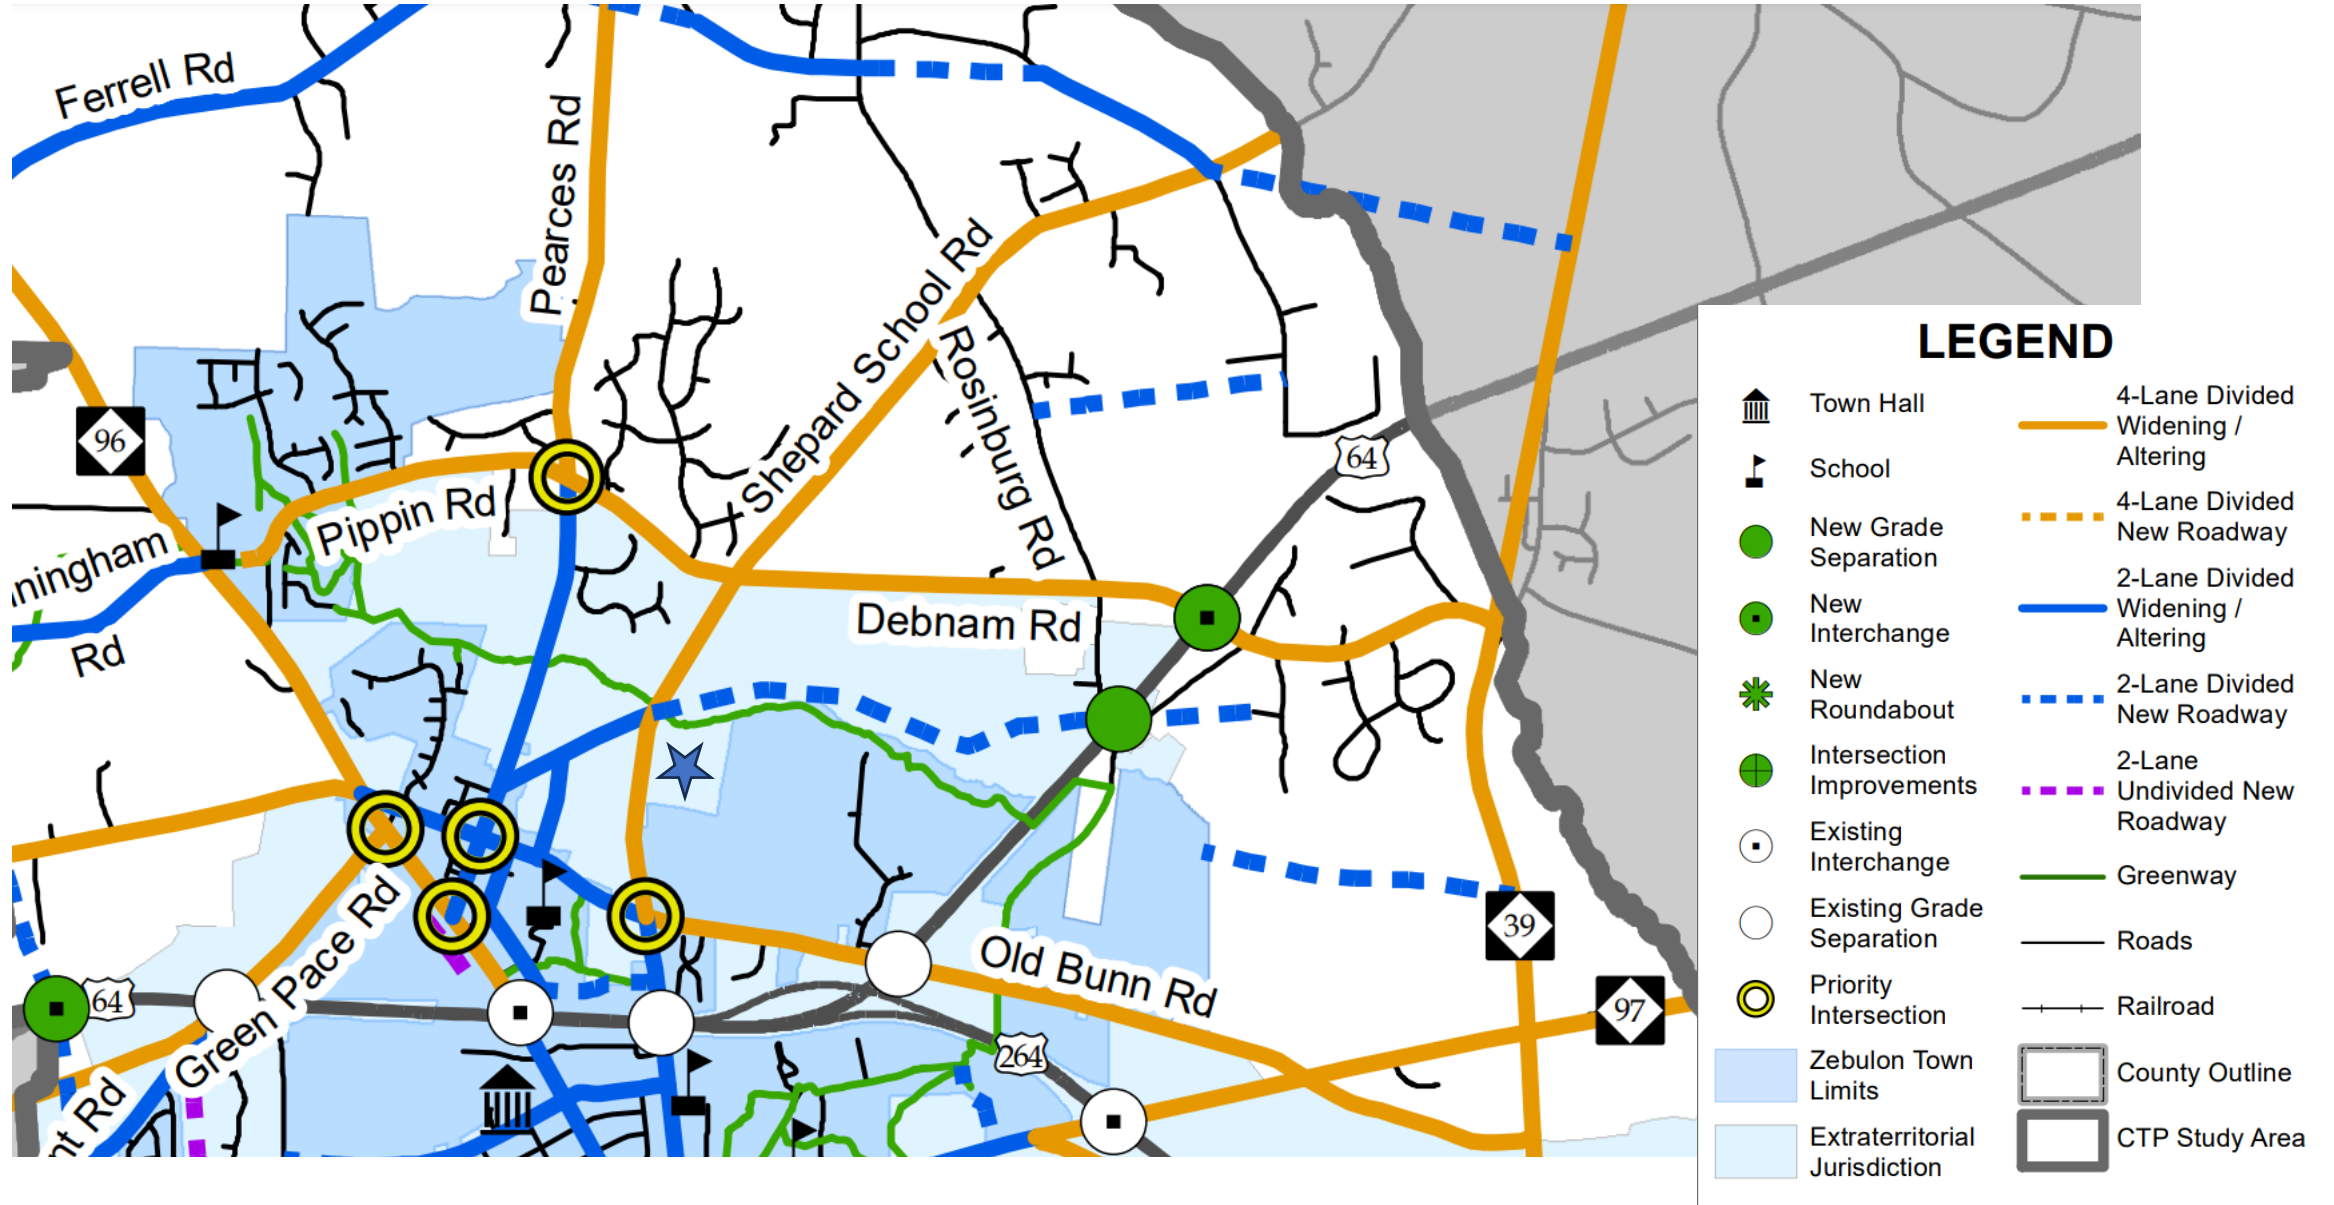 Ferrell Rd
Pearces Rd
Shepard School Rd
Rosinburg Rd
96
64
Pippin Rd
ningham
Rd
Debnam Rd
Green Pace Rd
Old Bunn Rd
39
97
64
264
nt Rd
LEGEND
Town Hall
School
New Grade
Separation
New
Interchange
New
Roundabout
Intersection
Improvements
Existing
Interchange
Existing Grade
Separation
Priority
Intersection
Zebulon Town
Limits
Extraterritorial
Jurisdiction
4-Lane Divided
Widening /
Altering
4-Lane Divided
New Roadway
2-Lane Divided
Widening /
Altering
2-Lane Divided
New Roadway
2-Lane
Undivided New
Roadway
Greenway
Roads
Railroad
County Outline
CTP Study Area